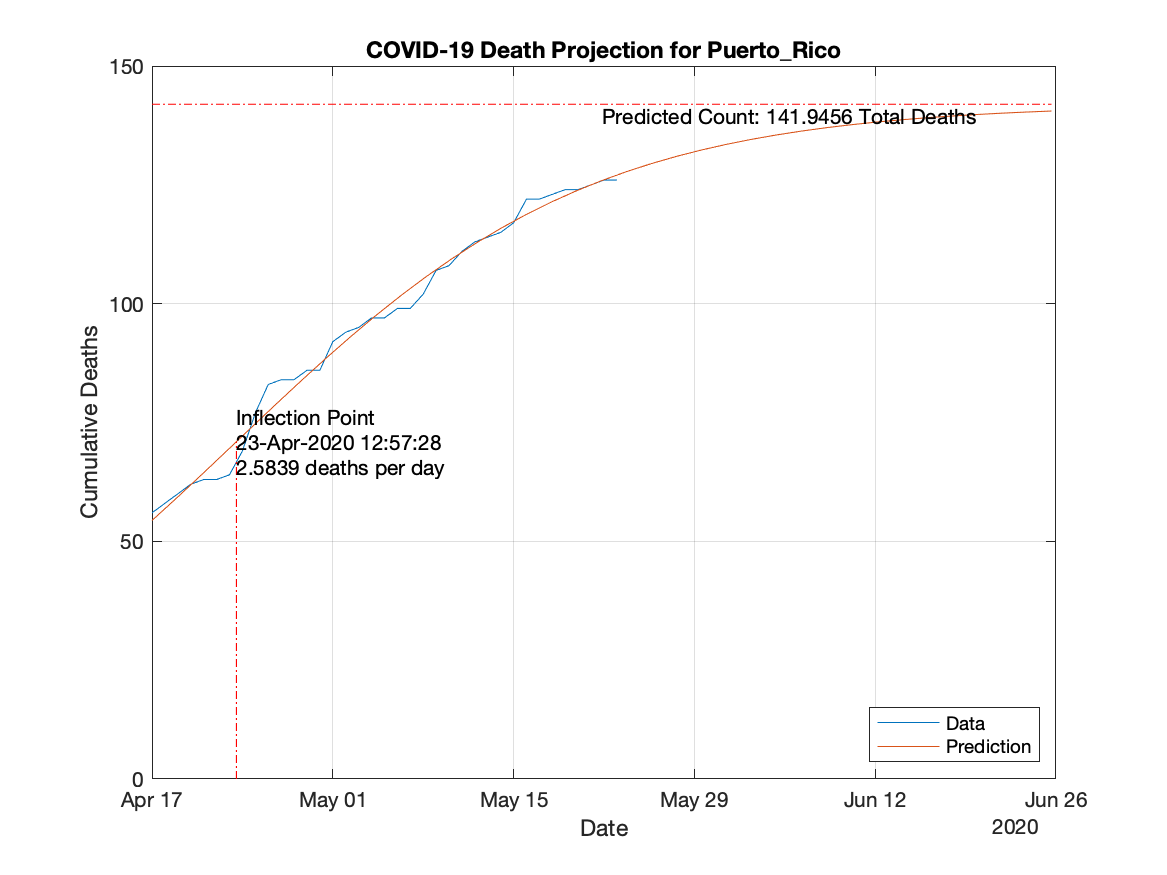 COVID-19 Death Projection for Puerto_Rico
150
Predicted Count: 141.9456 Total Deaths
100
Cumulative Deaths
Inflection Point
23-Apr-2020 12:57:28
2.5839 deaths per day
50
Data
Prediction
0
Apr 17 May 01 May 15 May 29 Jun 12 Jun 26
Date
2020